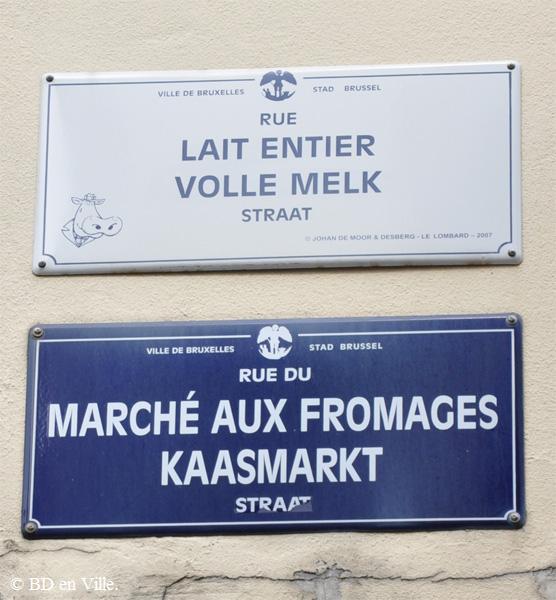 VILLE DE BRUXELLES STAD BRUSSEL
RUE
LAIT ENTIER
VOLLE MELK
STRAAT
© JOHAN DE MOOR & DESBERG - LE LOMBARD – 2007
VILLE DE BRUXELLES STAD BRUSSEL
RUE DU
MARCHÉ AUX FROMAGES
KAASMARKT
STRAAT
© BD en Ville.